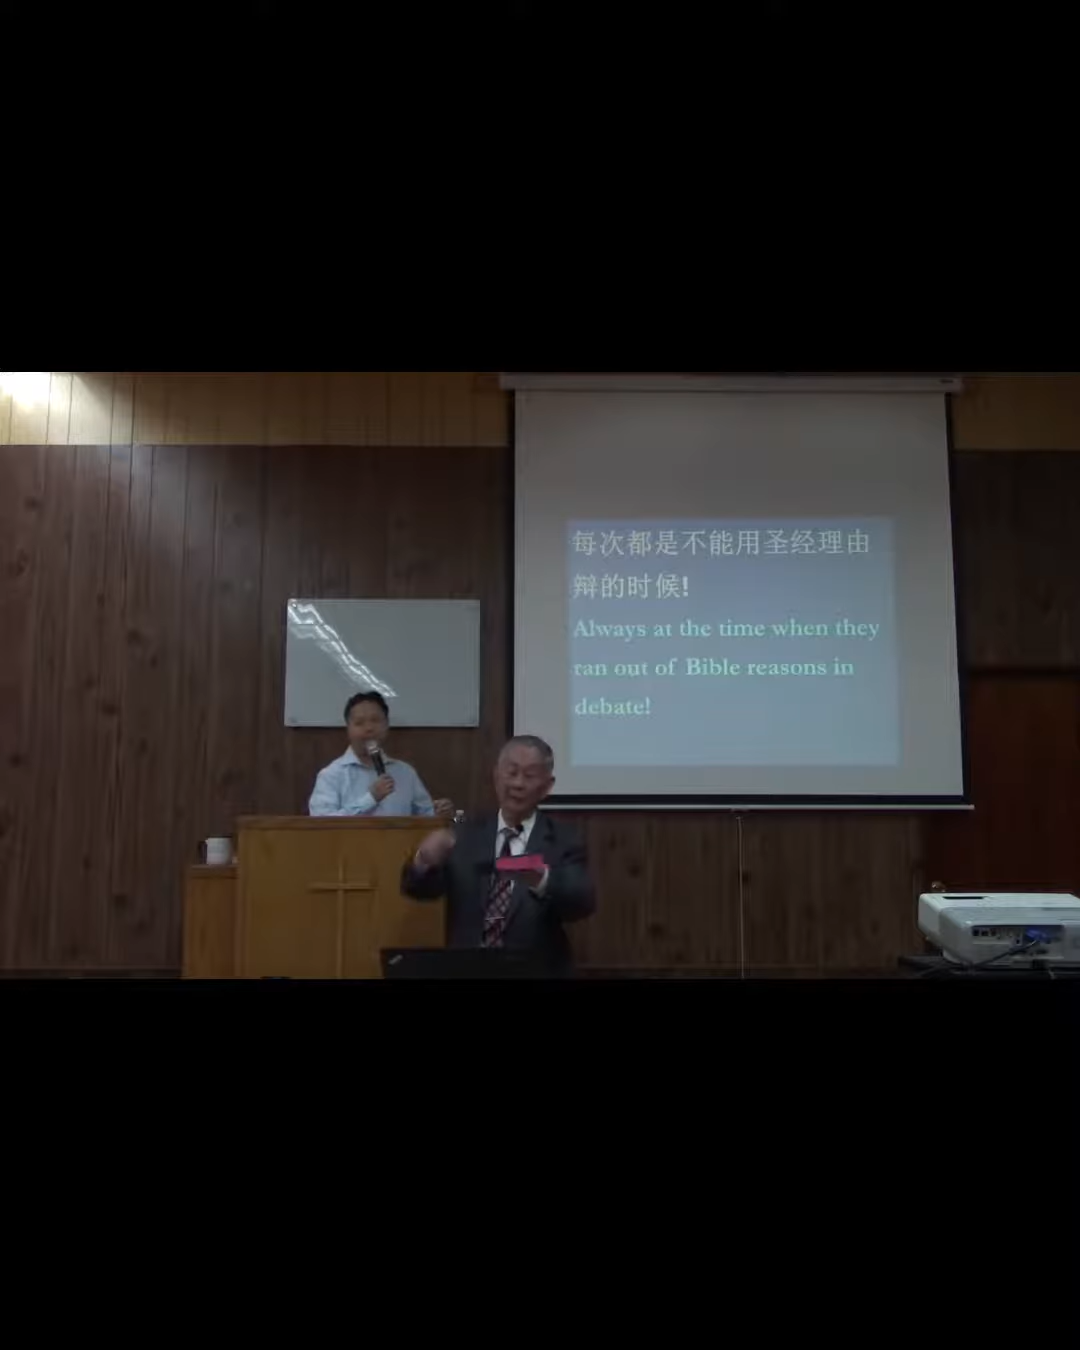 每次都是不能用圣经理由
辩的时候!
Always at the time when they
ran out of Bible reasons in
debate!